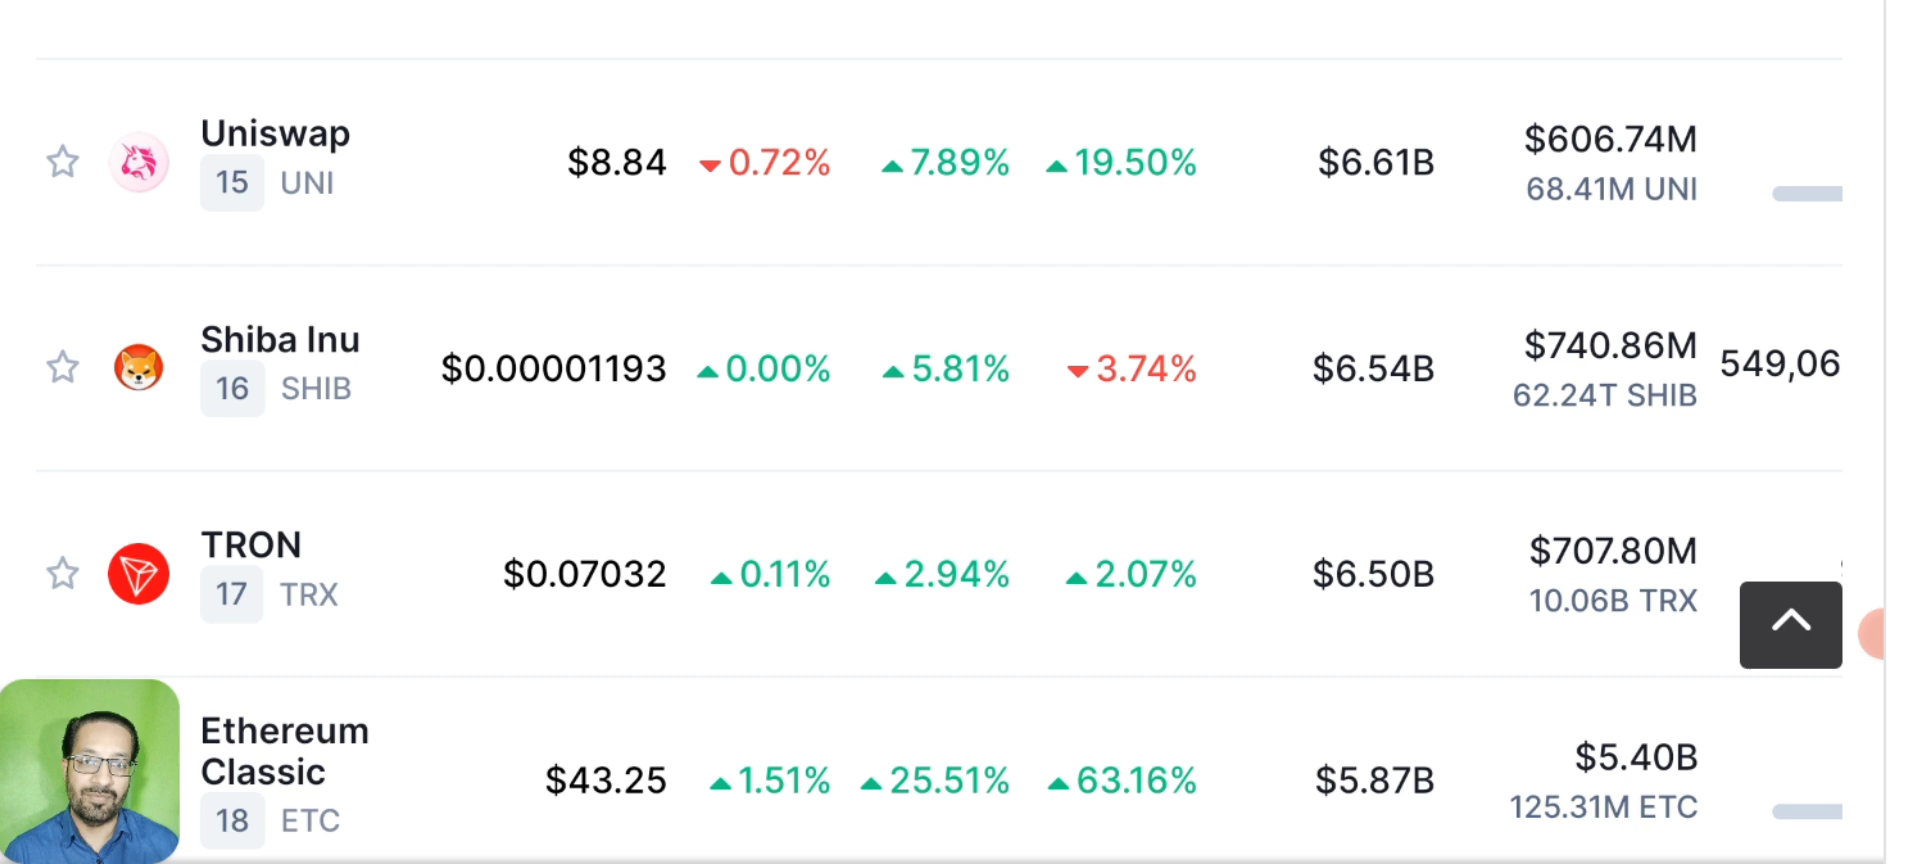 Uniswap
15 UNI
$8.84 0.72% 7.89% 19.50% $6.61B $606.74M
68.41M UNI
Shiba Inu
16 SHIB
$0.00001193 0.00% 5.81% 3.74% $6.54B $740.86M 549,06
62.24T SHIB
TRON
17 TRX
$0.07032 0.11% 2.94% 2.07% $6.50B $707.80M
10.06B TRX
Ethereum
Classic
18 ETC
$43.25 1.51% 25.51% 63.16% $5.87B $5.40B
125.31M ETC